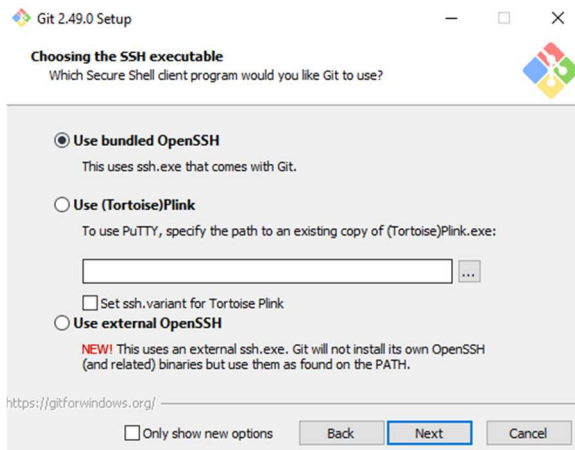 Git 2.49.0 Setup
Choosing the SSH executable
Which Secure Shell client program would you like Git to use?
Use bundled OpenSSH
This uses ssh.exe that comes with Git.
Use (Tortoise)Plink
To use PuTTY, specify the path to an existing copy of (Tortoise)Plink.exe:
...
Set ssh.variant for Tortoise Plink
Use external OpenSSH
NEW! This uses an external ssh.exe. Git will not install its own OpenSSH
(and related) binaries but use them as found on the PATH.
https://gitforwindows.org/
Only show new options Back Next Cancel